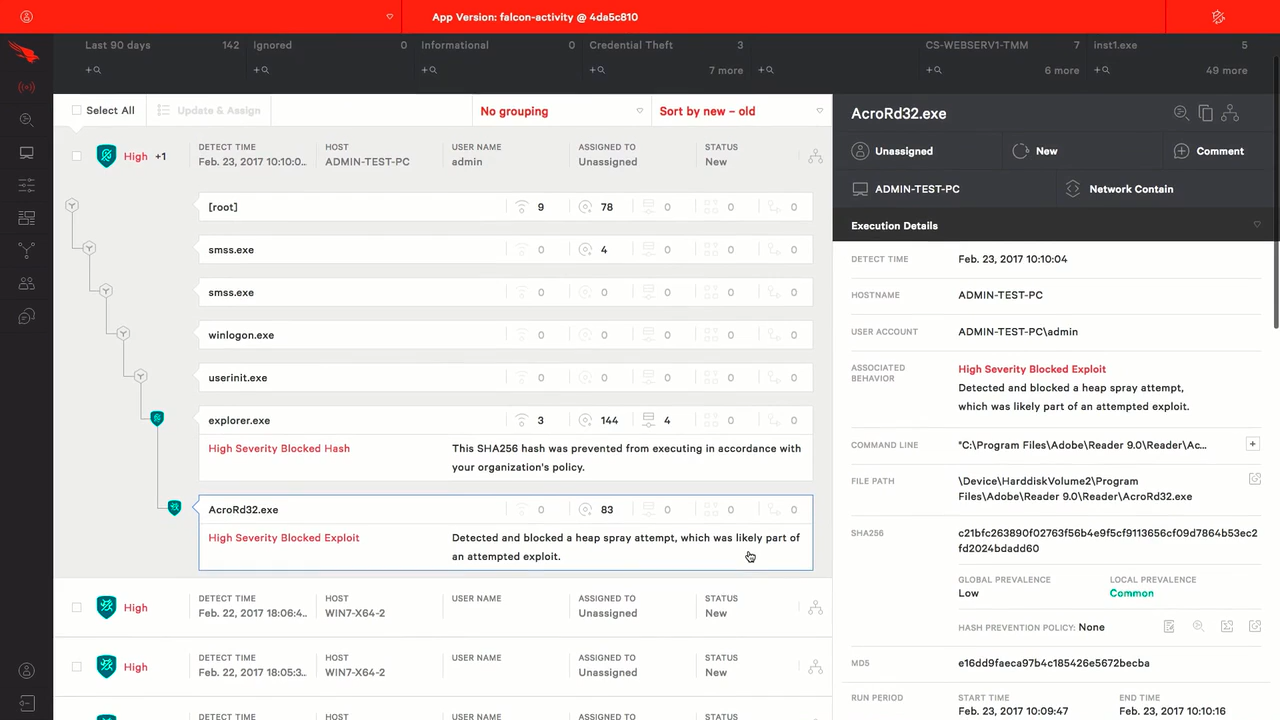 App Version: falcon-activity @ 4da5c810
Last 90 days 142
Ignored 0
Informational 0
Credential Theft 3
CS-WEBSERV1-TMM 7
inst1.exe 5
+ + + 
+ 7 more
+ 
+ 6 more
+ 49 more
Select All
Update & Assign
No grouping
Sort by new – old
High +1
DETECT TIME
Feb. 23, 2017 10:10:0...
HOST
ADMIN-TEST-PC
USER NAME
admin
ASSIGNED TO
Unassigned
STATUS
New
[root] 9 78 0 0 0
smss.exe 0 4 0 0 0
smss.exe 0 0 0 0 0
winlogon.exe 0 0 0 0 0
userinit.exe 0 0 0 0 0
explorer.exe 3 144 4 0 0
High Severity Blocked Hash
This SHA256 hash was prevented from executing in accordance with
your organization's policy.
AcroRd32.exe 0 83 0 0 0
High Severity Blocked Exploit
Detected and blocked a heap spray attempt, which was likely part of
an attempted exploit.
High
DETECT TIME
Feb. 22, 2017 18:06:4..
HOST
WIN7-X64-2
USER NAME
ASSIGNED TO
Unassigned
STATUS
New
High
DETECT TIME
Feb. 22, 2017 18:05:3..
HOST
WIN7-X64-2
USER NAME
ASSIGNED TO
Unassigned
STATUS
New
DETECT TIME
HOST
USER NAME
ASSIGNED TO
STATUS
AcroRd32.exe
Unassigned
New
Comment
ADMIN-TEST-PC
Network Contain
Execution Details
DETECT TIME Feb. 23, 2017 10:10:04
HOSTNAME ADMIN-TEST-PC
USER ACCOUNT ADMIN-TEST-PC\admin
ASSOCIATED
BEHAVIOR
High Severity Blocked Exploit
Detected and blocked a heap spray attempt,
which was likely part of an attempted exploit.
COMMAND LINE "C:\Program Files\Adobe\Reader 9.0\Reader\Ac...
FILE PATH \Device\HarddiskVolume2\Program
Files\Adobe\Reader 9.0\Reader\AcroRd32.exe
SHA256 c21bfc263890f02763f56b4e9f5cf9113656cf09d7864b53ec2
fd2024bdadd60
GLOBAL PREVALENCE
Low
LOCAL PREVALENCE
Common
HASH PREVENTION POLICY: None
MD5 e16dd9faeca97b4c185426e5672becba
RUN PERIOD
START TIME
Feb. 23, 2017 10:09:47
END TIME
Feb. 23, 2017 10:10:16